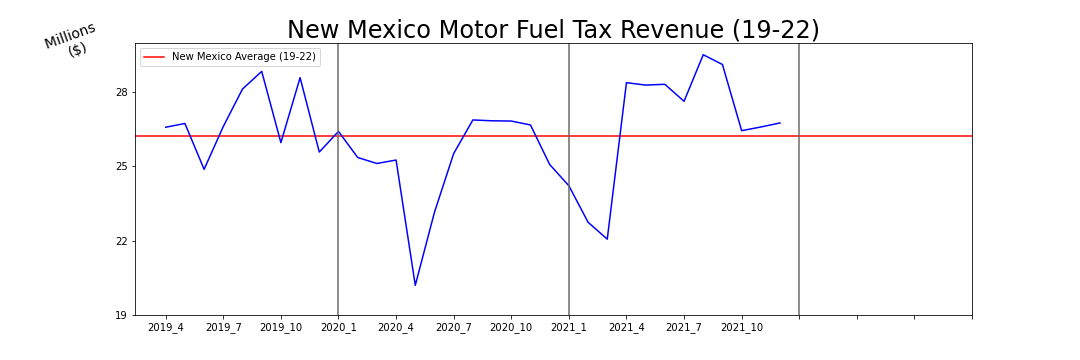 New Mexico Motor Fuel Tax Revenue (19-22)
Millions
($)
New Mexico Average (19-22)
28
25
22
19
2019_4 2019_7 2019_10 2020_1 2020_4 2020_7 2020_10 2021_1 2021_4 2021_7 2021_10